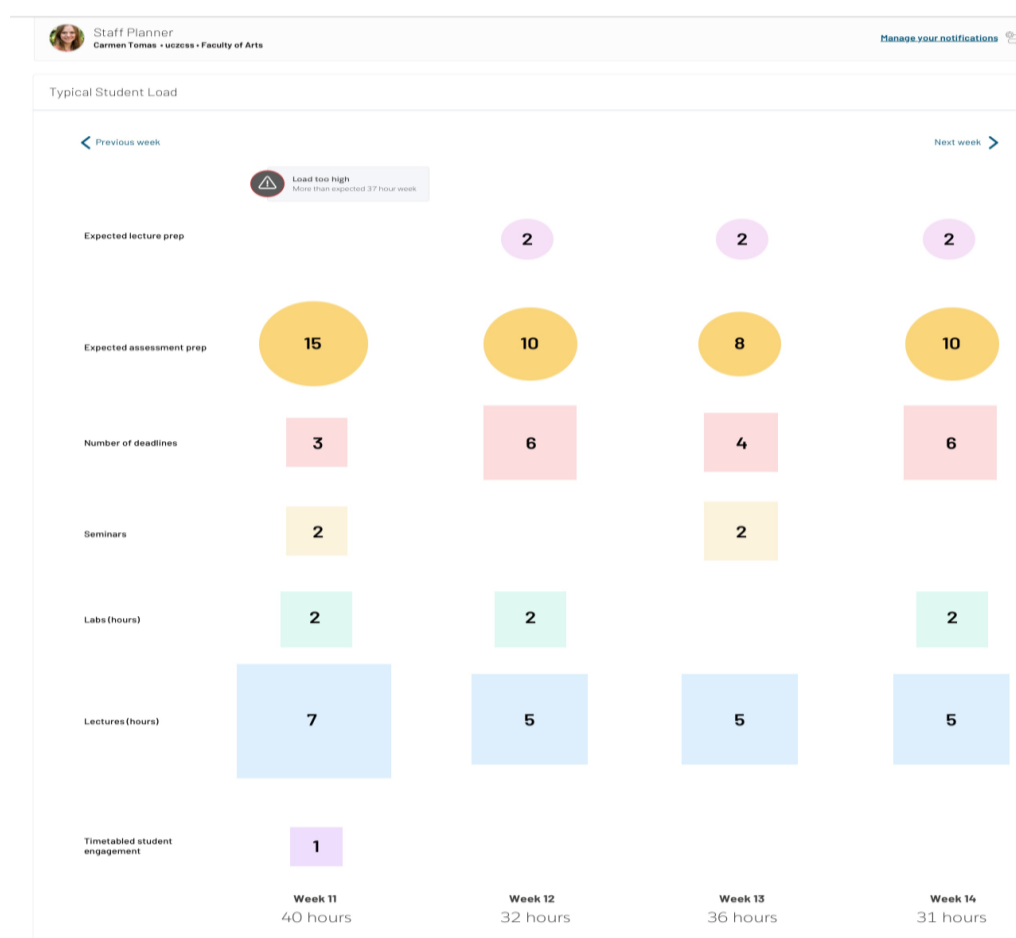 Staff Planner
Carmen Tomas • uczcss • Faculty of Arts
Manage your notifications
Typical Student Load
Previous week
Next week
Load too high
More than expected 37 hour week
Expected lecture prep
2
2
2
Expected assessment prep
15
10
8
10
Number of deadlines
3
6
4
6
Seminars
2
2
Labs (hours)
2
2
2
Lectures (hours)
7
5
5
5
Timetabled student
engagement
1
Week 11
Week 12
Week 13
Week 14
40 hours
32 hours
36 hours
31 hours